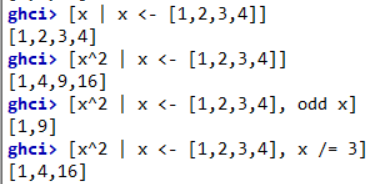 ghci> [x | x <- [1,2,3,4]]
[1,2,3,4]
ghci> [x^2 | x <- [1,2,3,4]]
[1,4,9,16]
ghci> [x^2 | x <- [1,2,3,4], odd x]
[1,9]
ghci> [x^2 | x <- [1,2,3,4], x /= 3]
[1,4,16]